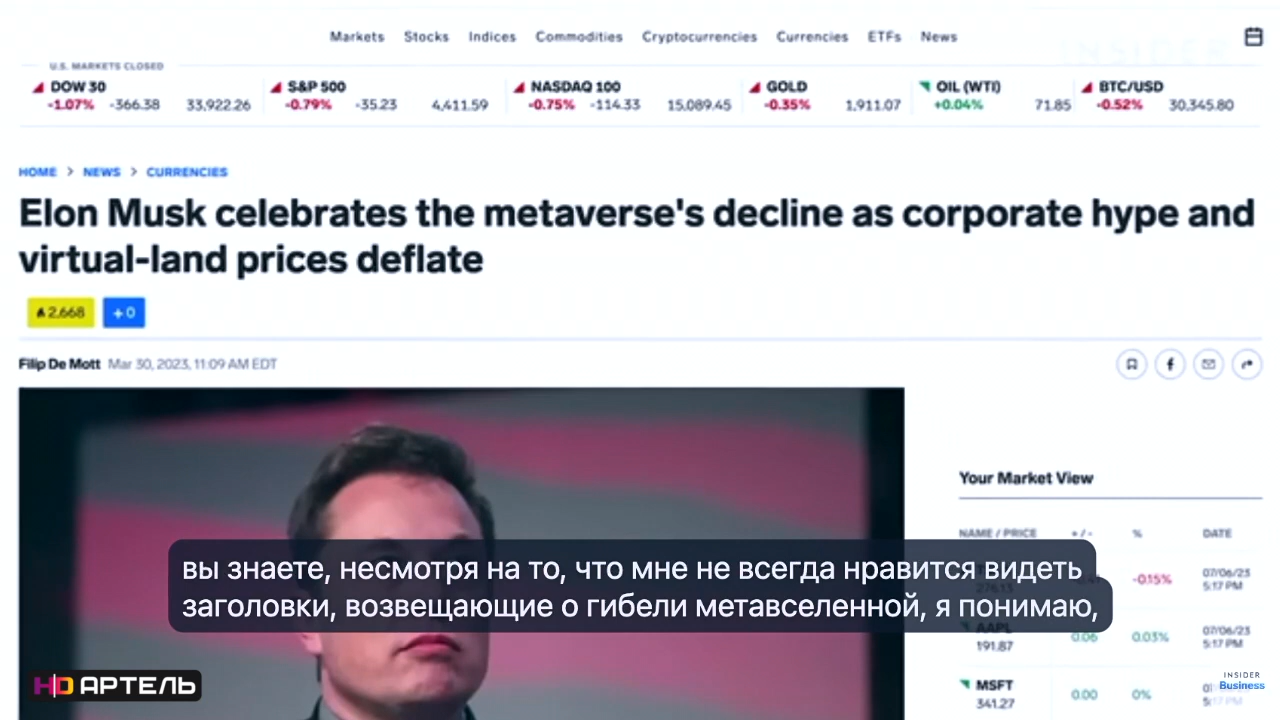 Markets Stocks Indices Commodities Cryptocurrencies Currencies ETFs News
INSIDER
U.S. MARKETS CLOSED
DOW 30 S&P 500 NASDAQ 100 GOLD OIL (WTI) BTC/USD
-1.07% -366.38 33,922.26 -0.79% -35.23 4,411.59 -0.75% -114.33 15,089.45 -0.35% 1,911.07 +0.04% 71.85 -0.52% 30,345.80
HOME > NEWS > CURRENCIES
Elon Musk celebrates the metaverse's decline as corporate hype and
virtual-land prices deflate
2,668 +0
Filip De Mott Mar 30, 2023, 11:09 AM EDT
Your Market View
NAME / PRICE +/- % DATE
-0.15% 07/06/23
5:17 PM
вы знаете, несмотря на то, что мне не всегда нравится видеть
заголовки, возвещающие о гибели метавселенной, я понимаю,
AAPL 0.06 0.03% 07/06/23
191.87 5:17 PM
MSFT 0.00 0%
341.27 5:17 PM
HD АРТЕЛЬ
INSIDER
Business